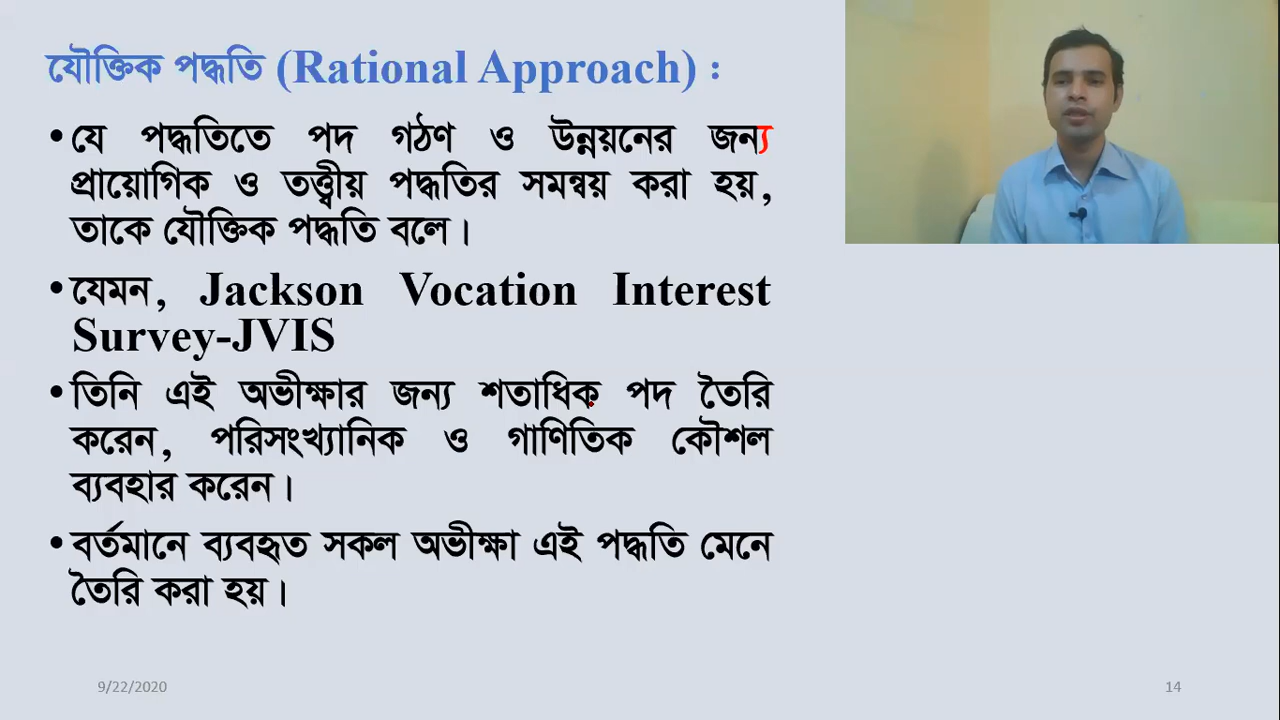 যৌক্তিক পদ্ধতি (Rational Approach) :
• যে পদ্ধতিতে পদ গঠণ ও উন্নয়নের জন্য
প্রায়োগিক ও তত্ত্বীয় পদ্ধতির সমন্বয় করা হয়,
তাকে যৌক্তিক পদ্ধতি বলে।
• যেমন, Jackson Vocation Interest
Survey-JVIS
• তিনি এই অভীক্ষার জন্য শতাধিক পদ তৈরি
করেন, পরিসংখ্যানিক ও গাণিতিক কৌশল
ব্যবহার করেন।
• বর্তমানে ব্যবহৃত সকল অভীক্ষা এই পদ্ধতি মেনে
তৈরি করা হয়।
9/22/2020
14